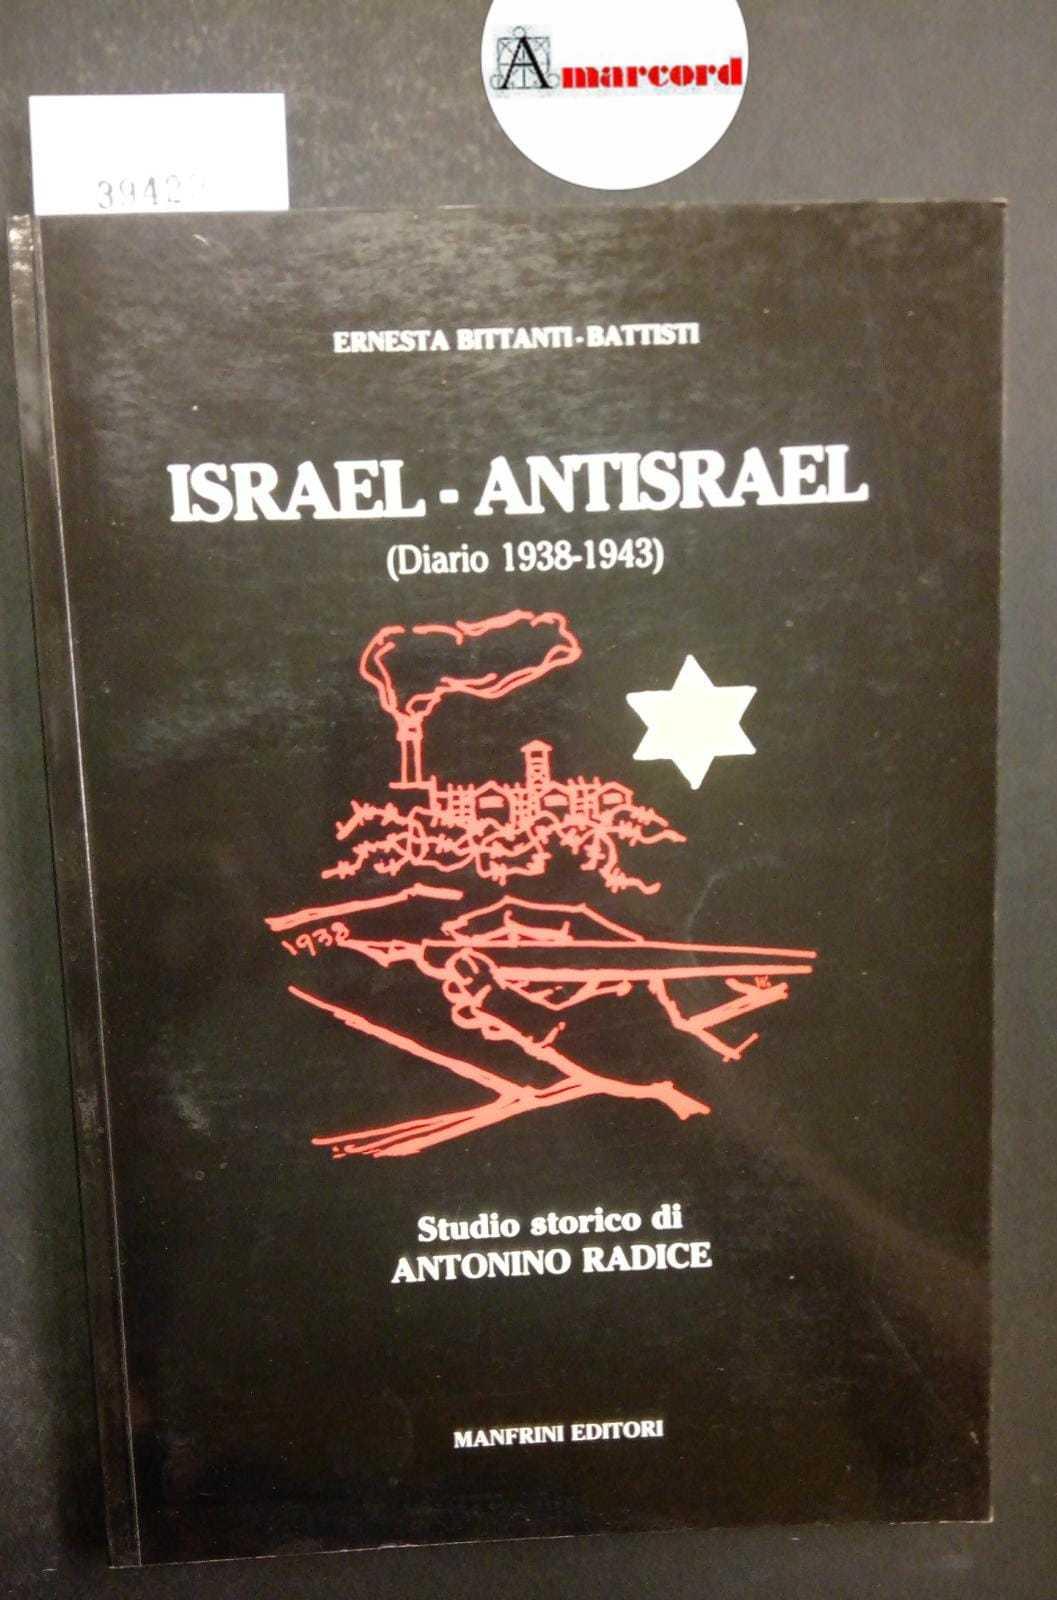 Amarcord
ERNESTA BITTANTI-BATTISTI
ISRAEL - ANTISRAEL
(Diario 1938-1943)
1938
Studio storico di
ANTONINO RADICE
MANFRINI EDITORI